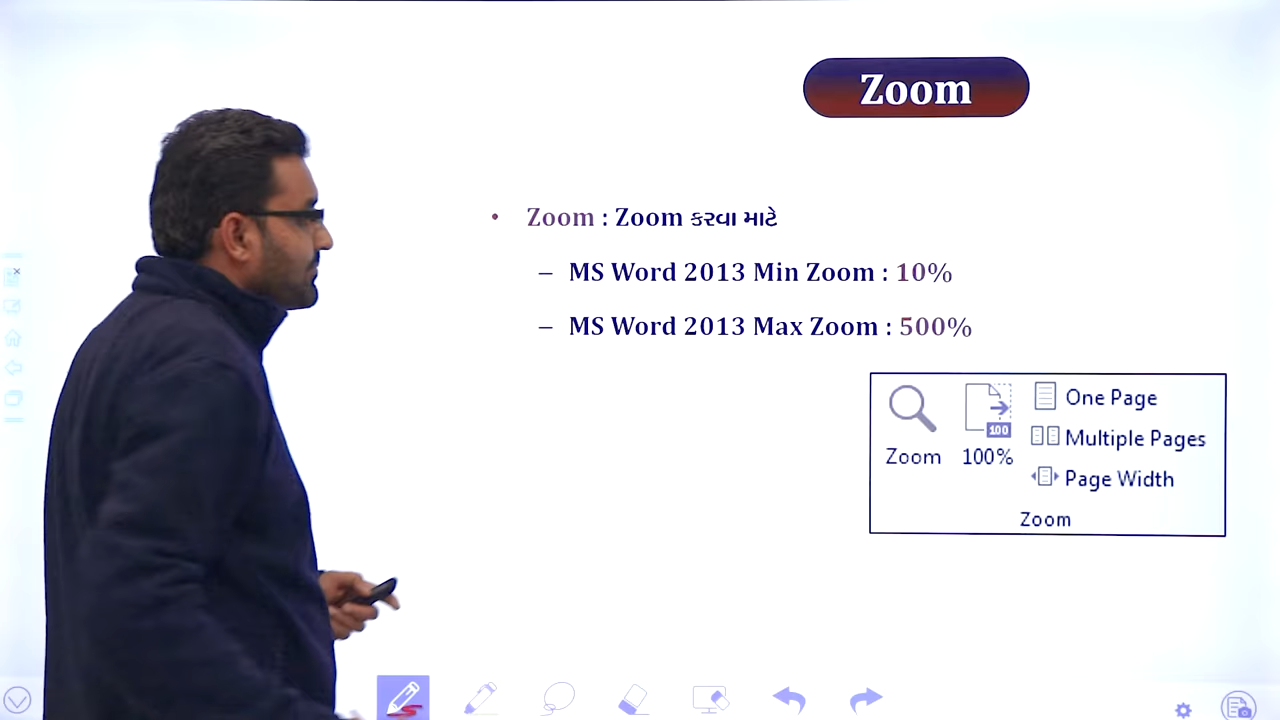 Zoom
• Zoom : Zoom કરવા માટે
– MS Word 2013 Min Zoom : 10%
– MS Word 2013 Max Zoom : 500%
One Page
100
Multiple Pages
Zoom 100%
Page Width
Zoom